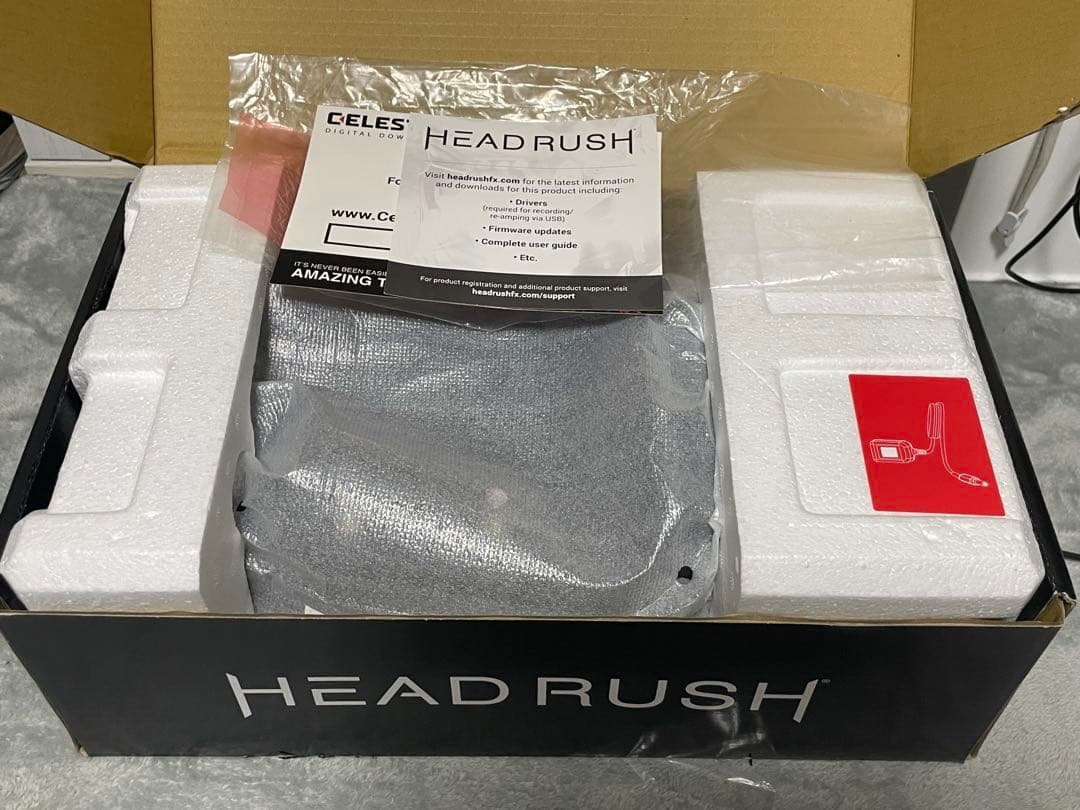 CELES
DIGITAL DOW
Fo
www.Ce
IT'S NEVER BEEN EASIE
AMAZING T
HEADRUSH
Visit headrushfx.com for the latest information
and downloads for this product including:
• Drivers
(required for recording/
re-amping via USB)
• Firmware updates
• Complete user guide
• Etc.
For product registration and additional product support, visit
headrushfx.com/support
HEADRUSH®